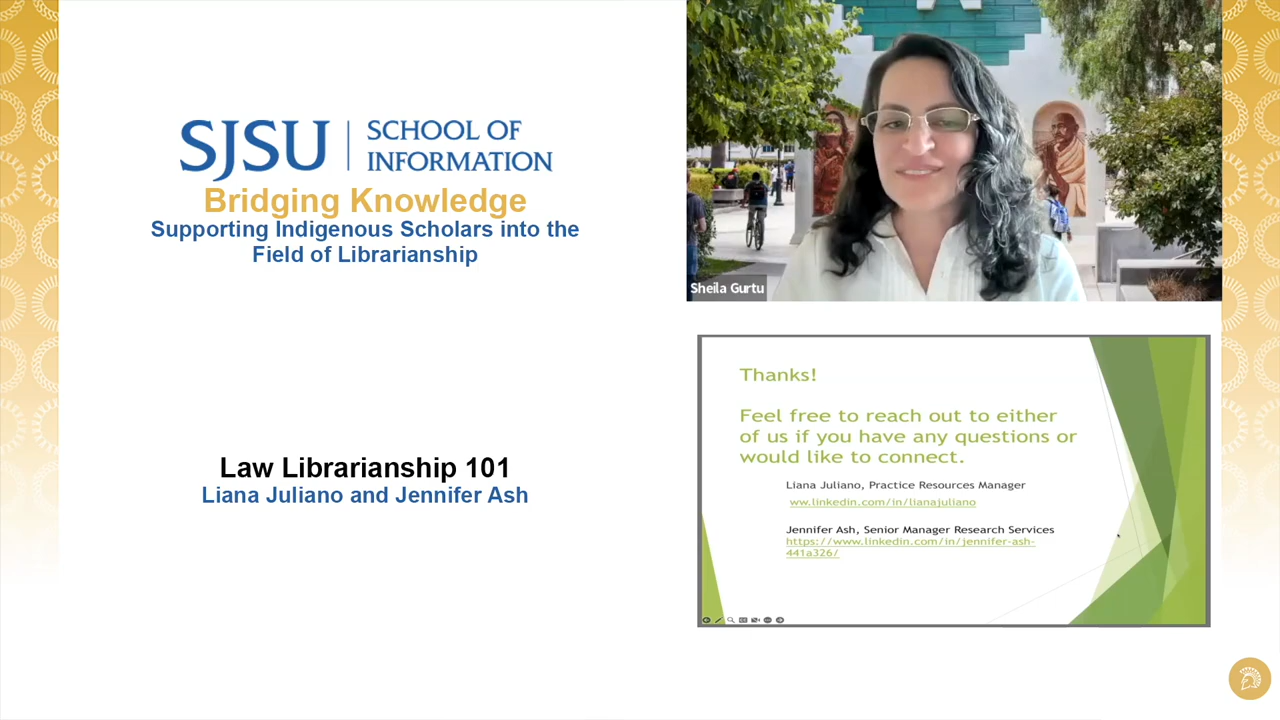 SJSU | SCHOOL OF
INFORMATION
Bridging Knowledge
Supporting Indigenous Scholars into the
Field of Librarianship
Law Librarianship 101
Liana Juliano and Jennifer Ash
Sheila Gurtu
Thanks!
Feel free to reach out to either
of us if you have any questions or
would like to connect.
Liana Juliano, Practice Resources Manager
ww.linkedin.com/in/lianajuliano
Jennifer Ash, Senior Manager Research Services
https://www.linkedin.com/in/jennifer-ash-
441a326/